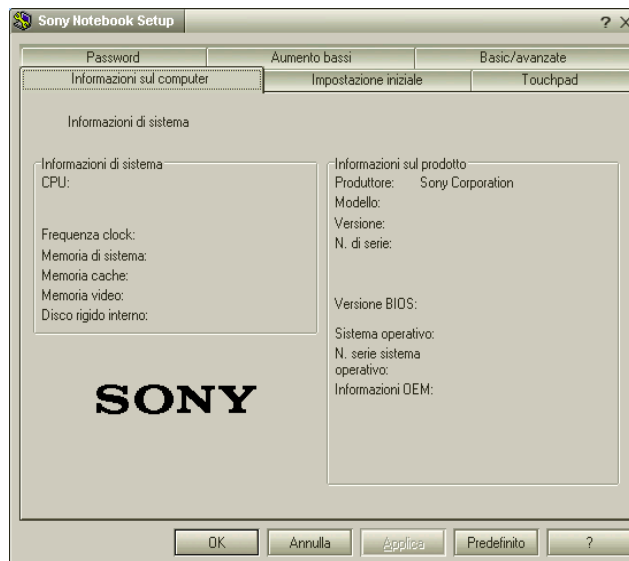 Sony Notebook Setup
? X
Password Aumento bassi Basic/avanzate
Informazioni sul computer Impostazione iniziale Touchpad
Informazioni di sistema
Informazioni di sistema
CPU:
Frequenza clock:
Memoria di sistema:
Memoria cache:
Memoria video:
Disco rigido interno:
SONY
Informazioni sul prodotto
Produttore: Sony Corporation
Modello:
Versione:
N. di serie:
Versione BIOS:
Sistema operativo:
N. serie sistema
operativo:
Informazioni OEM:
OK Annulla Applica Predefinito ?